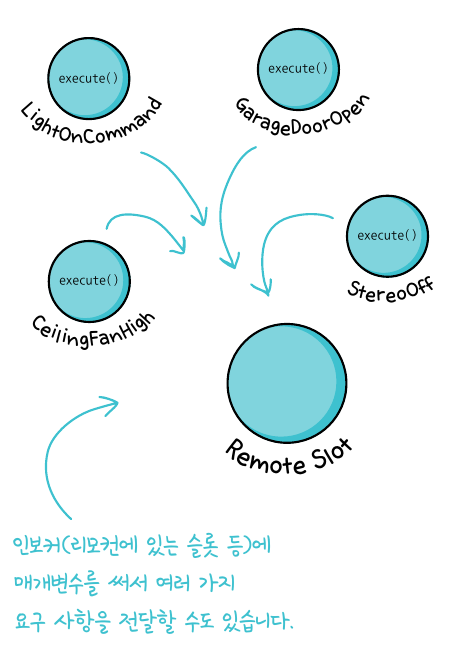 execute()
LightOnCommand
execute()
GarageDoorOpen
execute()
StereoOff
execute()
CeilingFanHigh
Remote Slot
인보커(리모컨에 있는 슬롯 등)에
매개변수를 써서 여러 가지
요구 사항을 전달할 수도 있습니다.